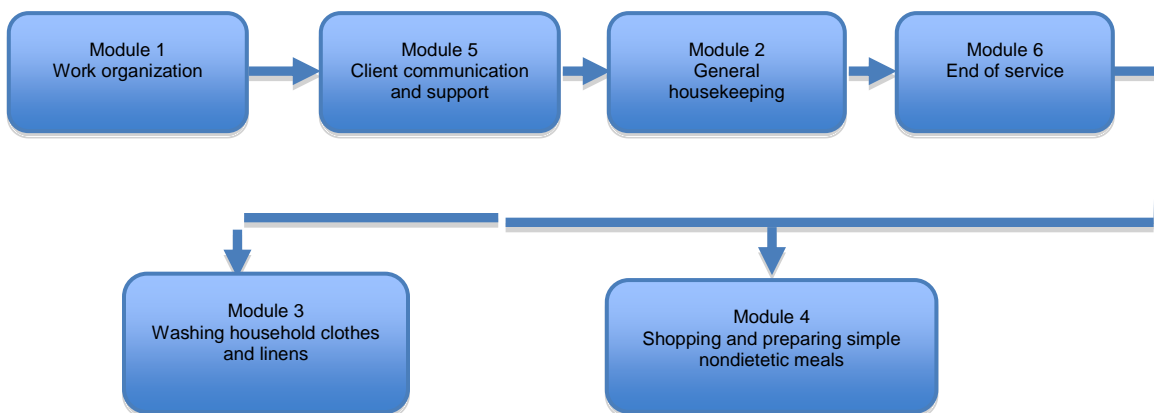 Module 1
Work organization
Module 5
Client communication
and support
Module 2
General
housekeeping
Module 6
End of service
Module 3
Washing household clothes
and linens
Module 4
Shopping and preparing simple
nondietetic meals